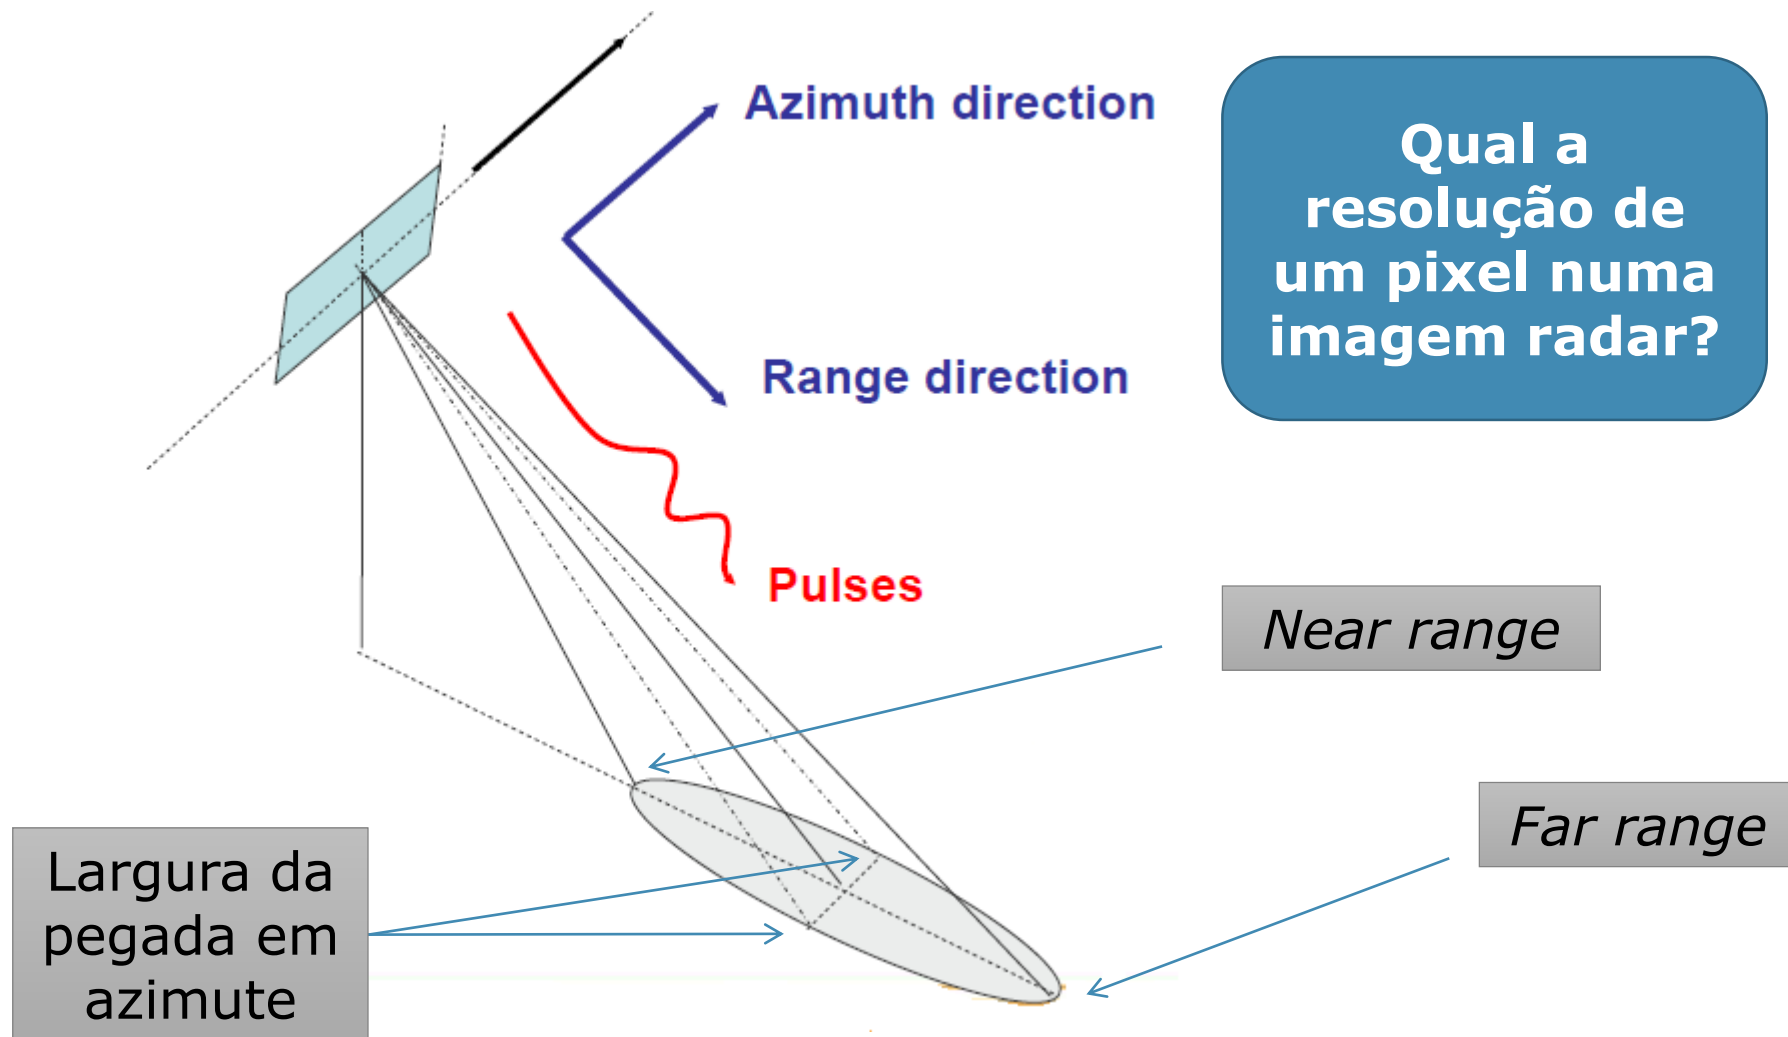 Azimuth direction
Qual a
resolução de
um pixel numa
imagem radar?
Range direction
Pulses
Near range
Far range
Largura da
pegada em
azimute